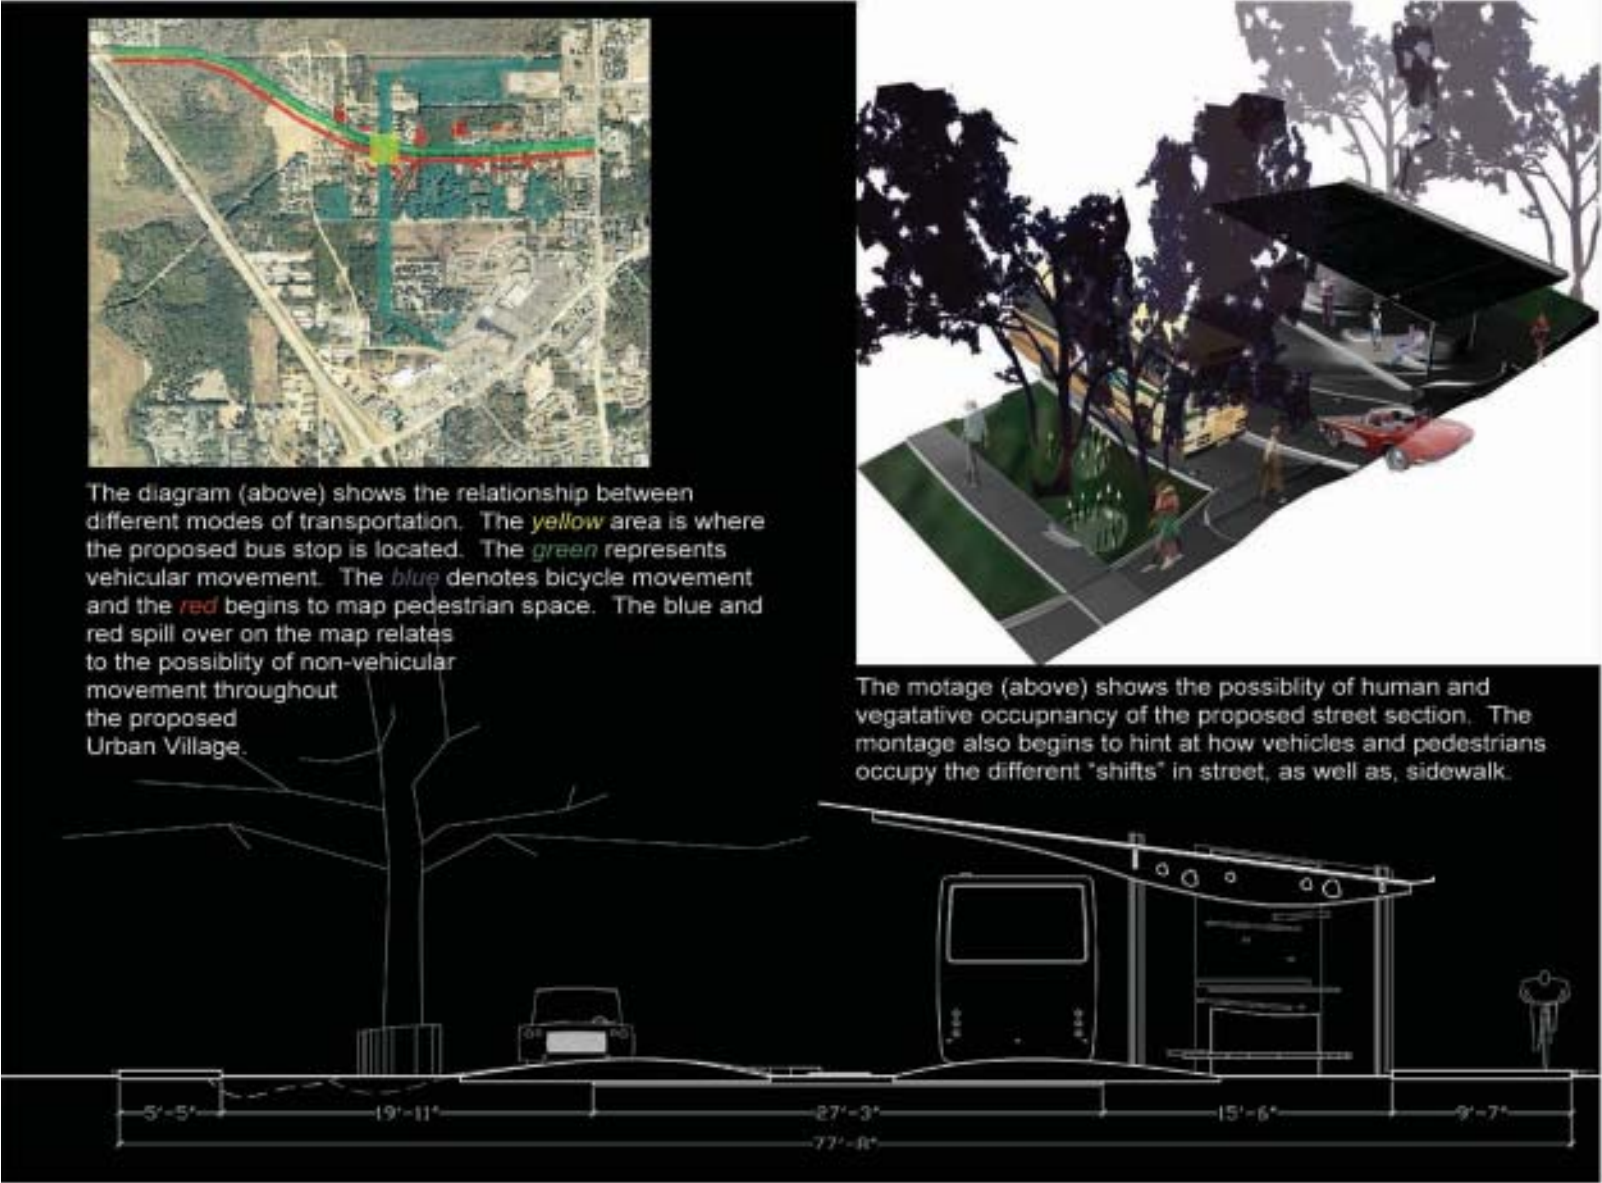 The diagram (above) shows the relationship between
different modes of transportation.  The yellow area is where
the proposed bus stop is located.  The green represents
vehicular movement.  The blue denotes bicycle movement
and the red begins to map pedestrian space.  The blue and
red spill over on the map relates
to the possiblity of non-vehicular
movement throughout
the proposed
Urban Village.
The motage (above) shows the possiblity of human and
vegatative occupnancy of the proposed street section.  The
montage also begins to hint at how vehicles and pedestrians
occupy the different "shifts" in street, as well as, sidewalk.
5'-5"
19'-11"
27'-3"
15'-6"
9'-7"
77'-8"